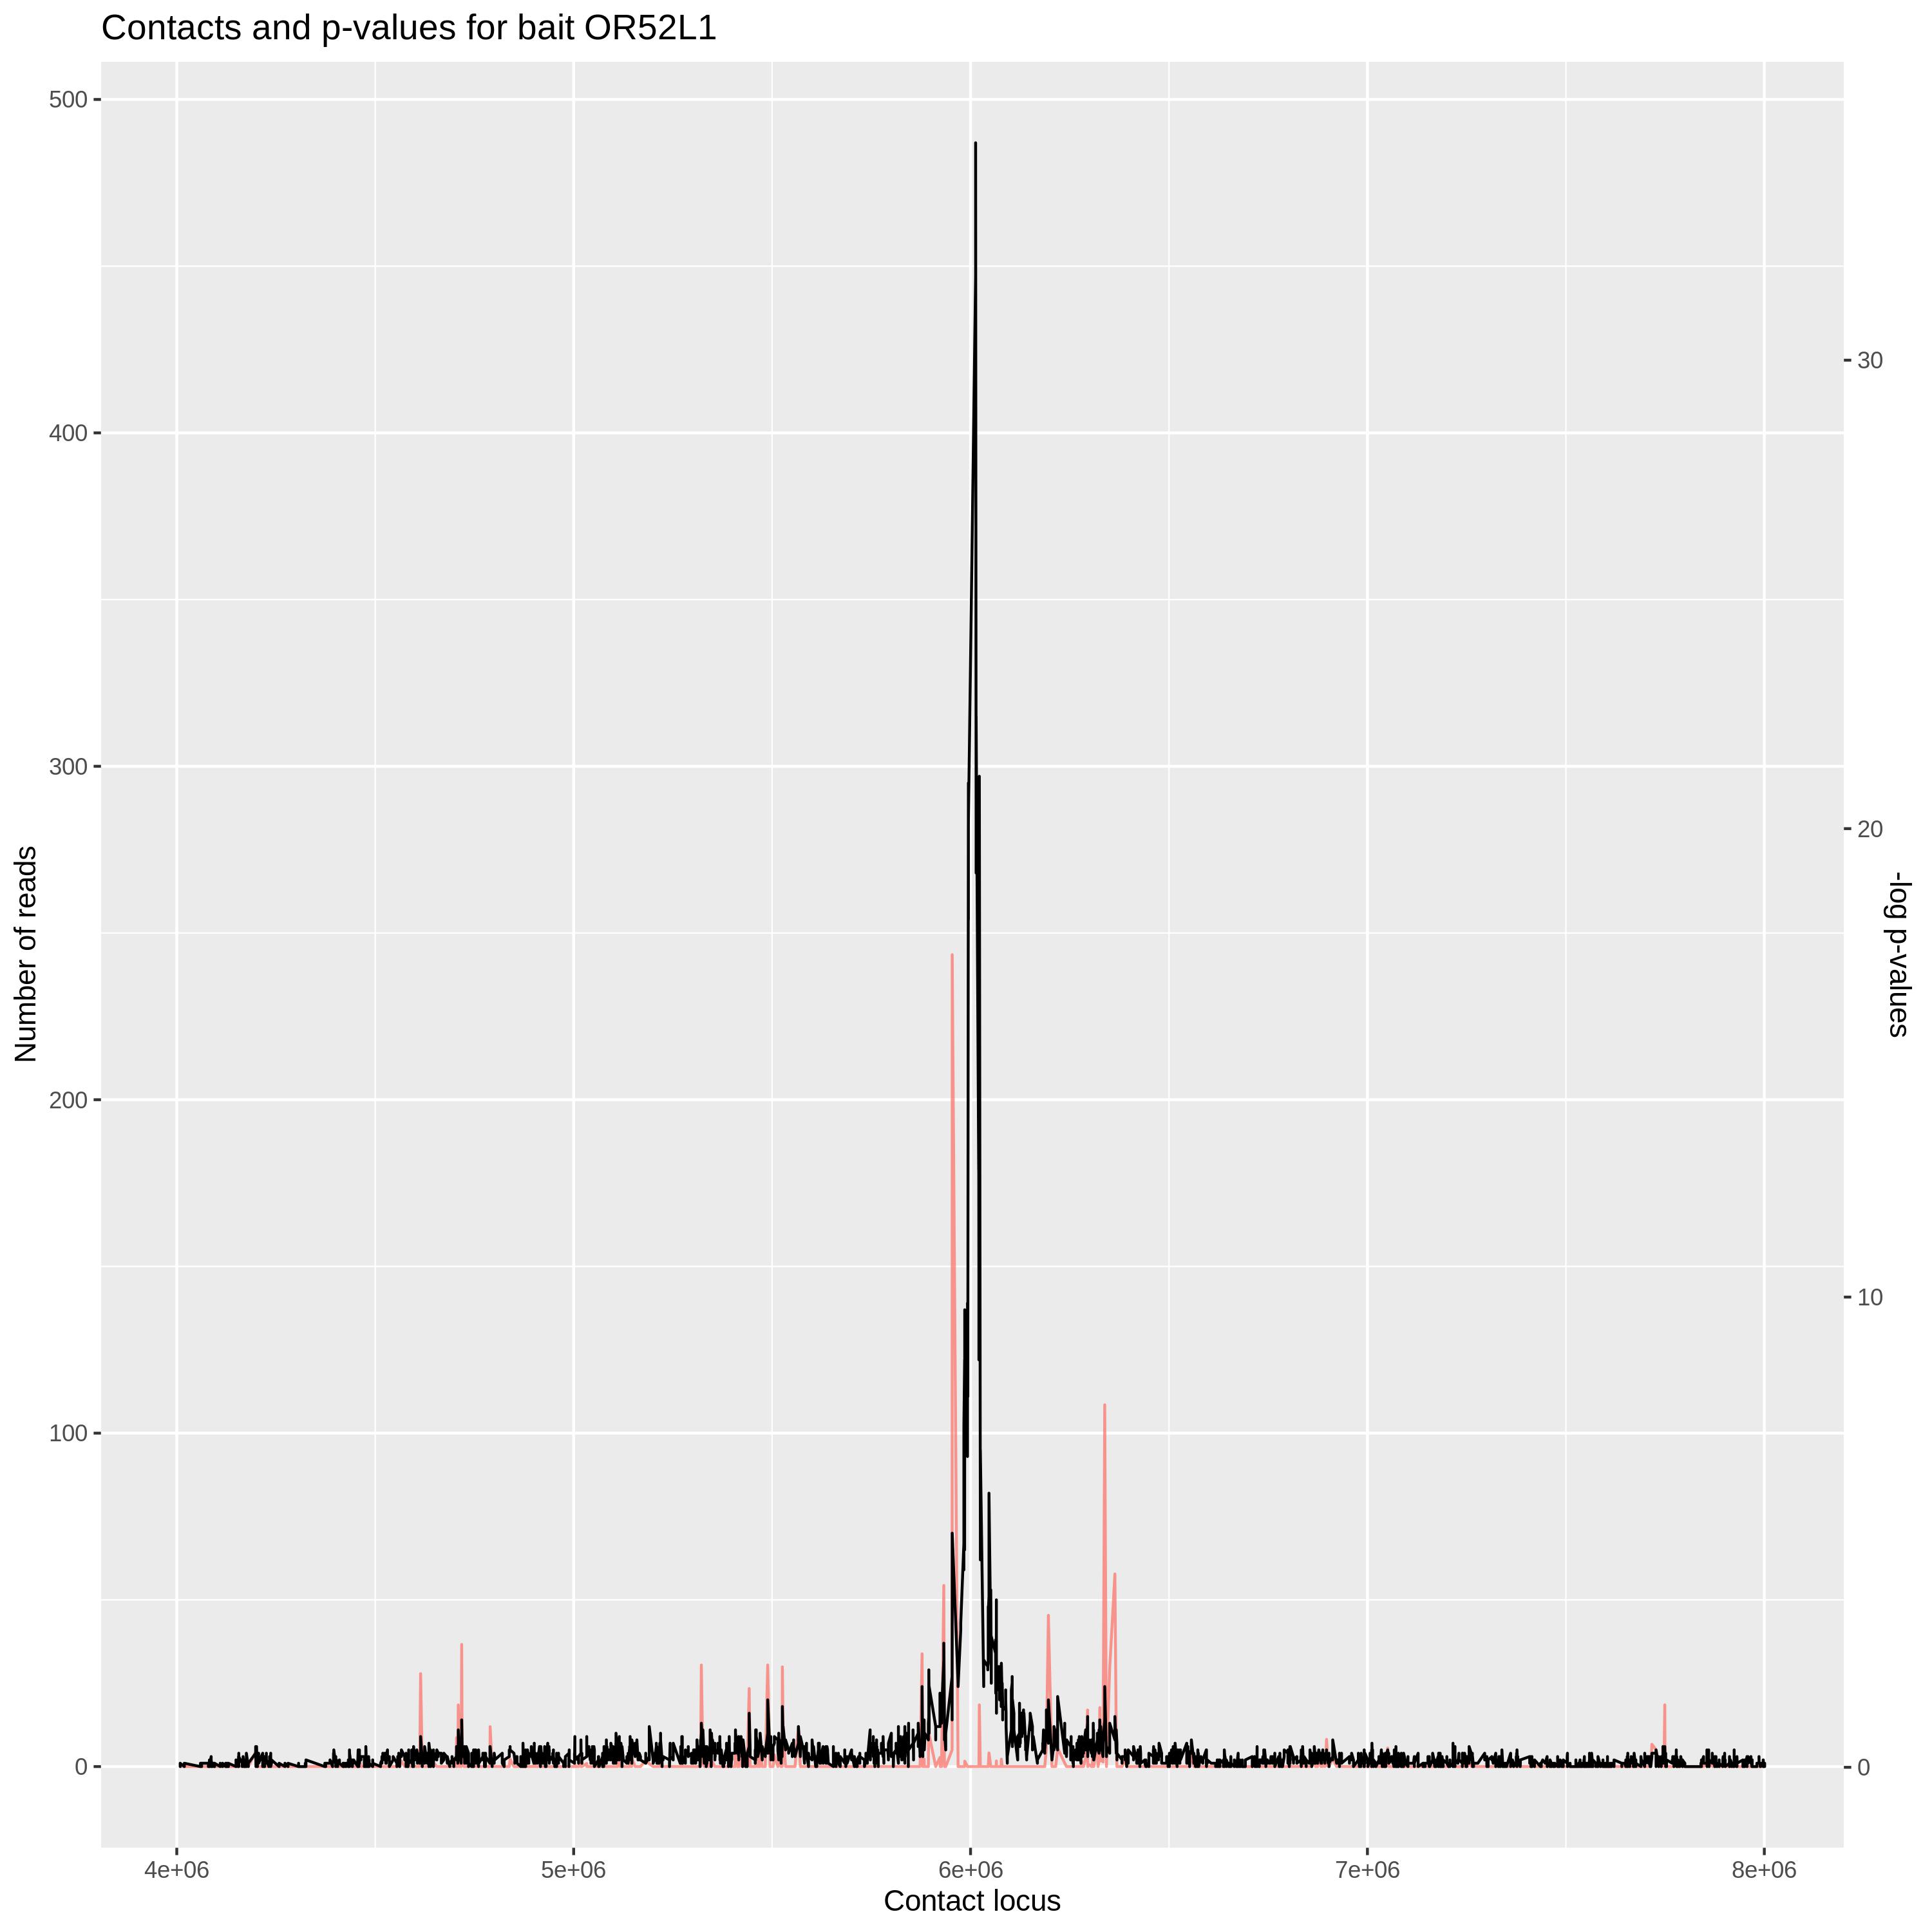 Contacts and p-values for bait OR52L1
500
400
300
200
100
0
Number of reads
30
20
10
0
-log p-values
4e+06
5e+06
6e+06
7e+06
8e+06
Contact locus